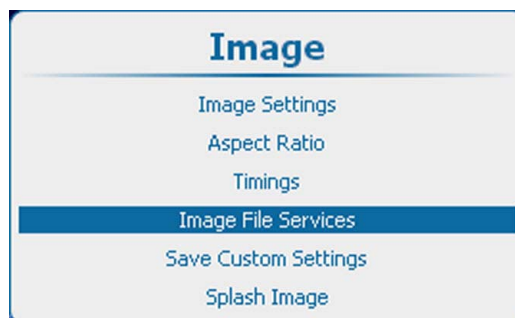 Image
Image Settings
Aspect Ratio
Timings
Image File Services
Save Custom Settings
Splash Image